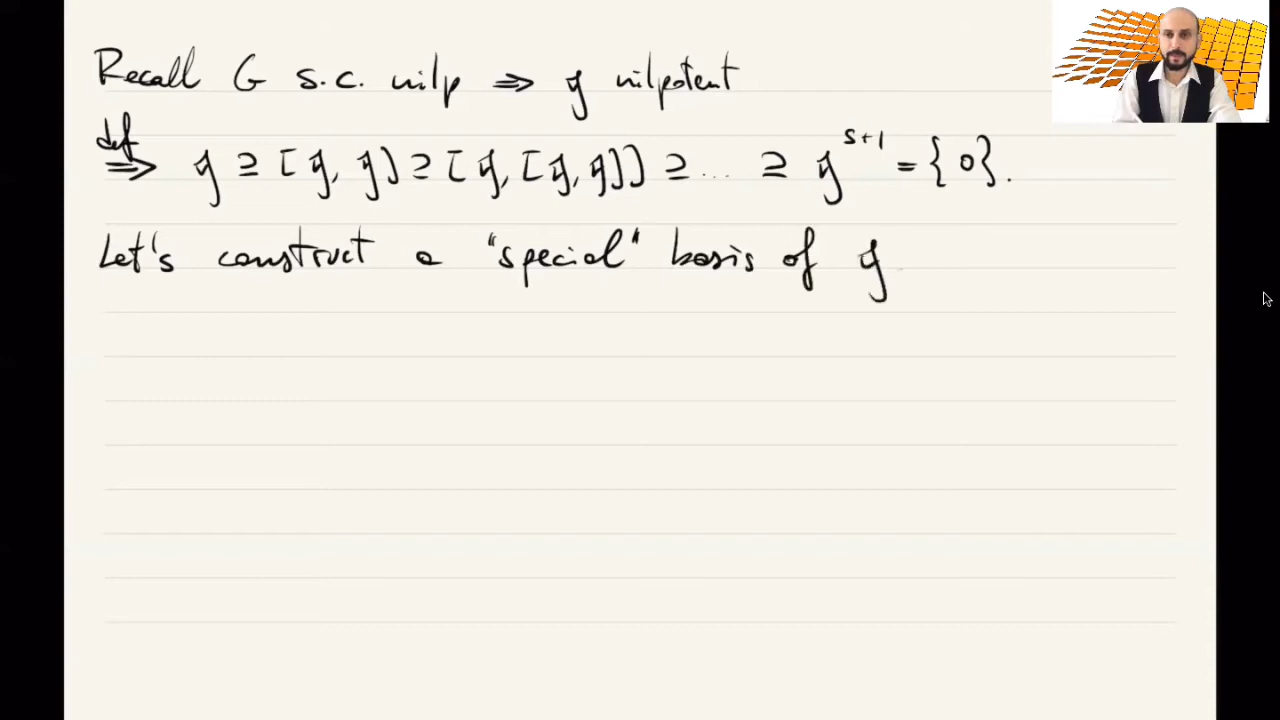 Recall G s.c. nilp ⇒ 𝔤 nilpotent
def
⇒ 𝔤 ⊇ [𝔤, 𝔤] ⊇ [𝔤, [𝔤, 𝔤]] ⊇ ... ⊇ 𝔤^{s+1} = {0}.
Let's construct a "special" basis of 𝔤